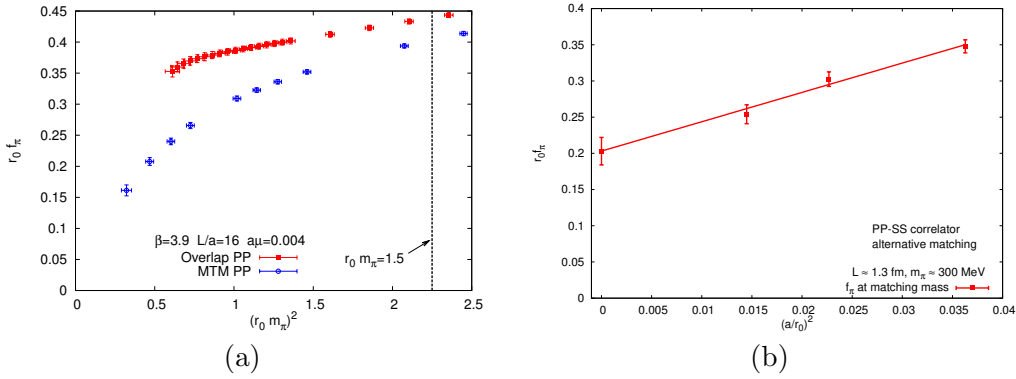 0.45
0.4
0.35
0.3
0.25
0.2
0.15
0.1
0.05
0
r₀ fπ
β=3.9 L/a=16 aμ=0.004
Overlap PP
MTM PP
r₀ mπ=1.5
0 0.5 1 1.5 2 2.5
(r₀ mπ)²
(a)
0.4
0.35
0.3
0.25
0.2
0.15
0.1
0.05
0
r₀fπ
PP-SS correlator
alternative matching
L ≈ 1.3 fm, mπ ≈ 300 MeV
fπ at matching mass
0 0.005 0.01 0.015 0.02 0.025 0.03 0.035 0.04
(a/r₀)²
(b)